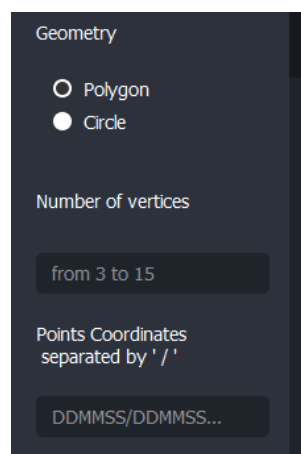 Geometry
Polygon
Circle
Number of vertices
from 3 to 15
Points Coordinates
separated by ' / '
DDMMSS/DDMMSS...